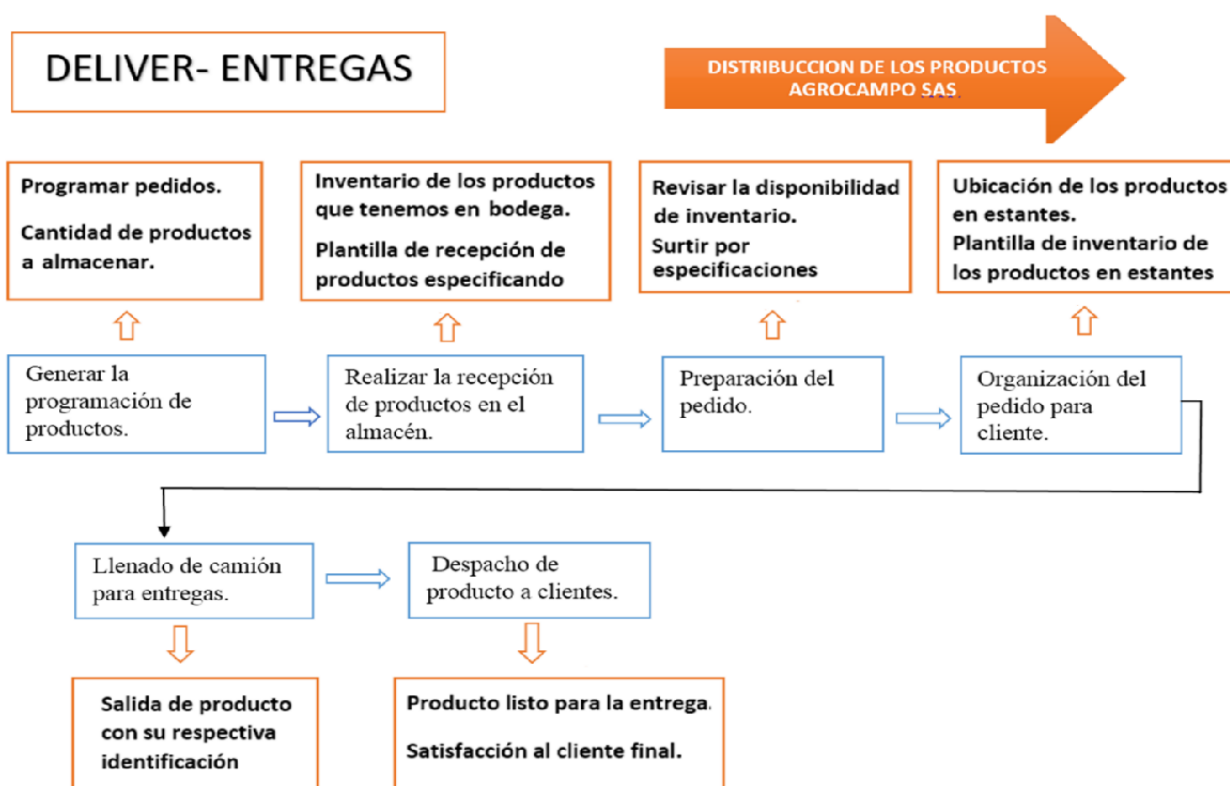 DELIVER- ENTREGAS
DISTRIBUCCION DE LOS PRODUCTOS
AGROCAMPO SAS.
Programar pedidos.
Cantidad de productos
a almacenar.
Inventario de los productos
que tenemos en bodega.
Plantilla de recepción de
productos especificando
Revisar la disponibilidad
de inventario.
Surtir por
especificaciones
Ubicación de los productos
en estantes.
Plantilla de inventario de
los productos en estantes
Generar la
programación de
productos.
Realizar la recepción
de productos en el
almacén.
Preparación del
pedido.
Organización del
pedido para
cliente.
Llenado de camión
para entregas.
Despacho de
producto a clientes.
Salida de producto
con su respectiva
identificación
Producto listo para la entrega.
Satisfacción al cliente final.